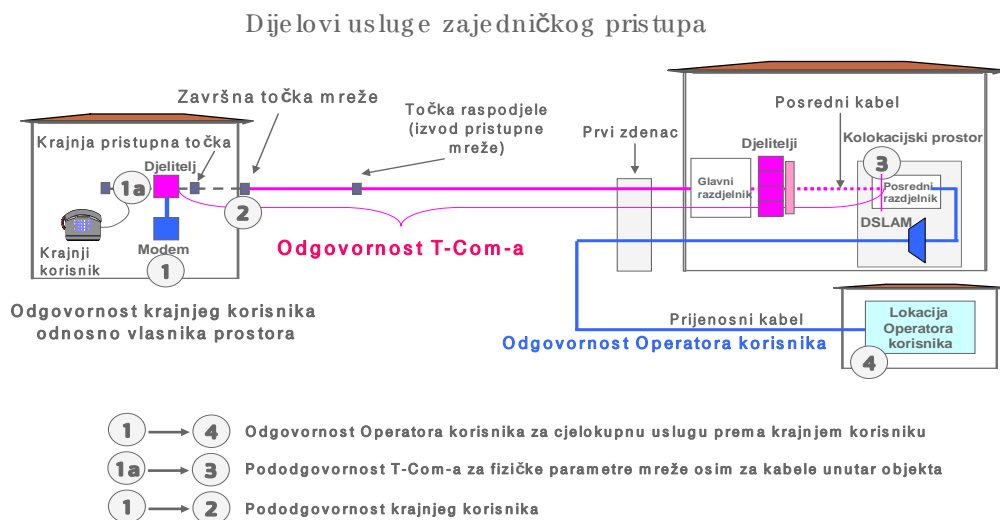 Dijelovi usluge zajedničkog pristupa
Završna točka mreže
Krajnja pristupna točka
Djelitelj
1a
2
Krajnji
korisnik
Modem
1
Točka raspodjele
(izvod pristupne
mreže)
Prvi zdenac
Posredni kabel
Djelitelji
Kolokacijski prostor
3
Glavni
razdjelnik
Posredni
razdjelnik
DSLAM
Odgovornost T-Com-a
Odgovornost krajnjeg korisnika
odnosno vlasnika prostora
Prijenosni kabel
Odgovornost Operatora korisnika
Lokacija
Operatora
korisnika
4
1 4 Odgovornost Operatora korisnika za cjelokupnu uslugu prema krajnjem korisniku
1a 3 Pododgovornost T-Com-a za fizičke parametre mreže osim za kabele unutar objekta
1 2 Pododgovornost krajnjeg korisnika